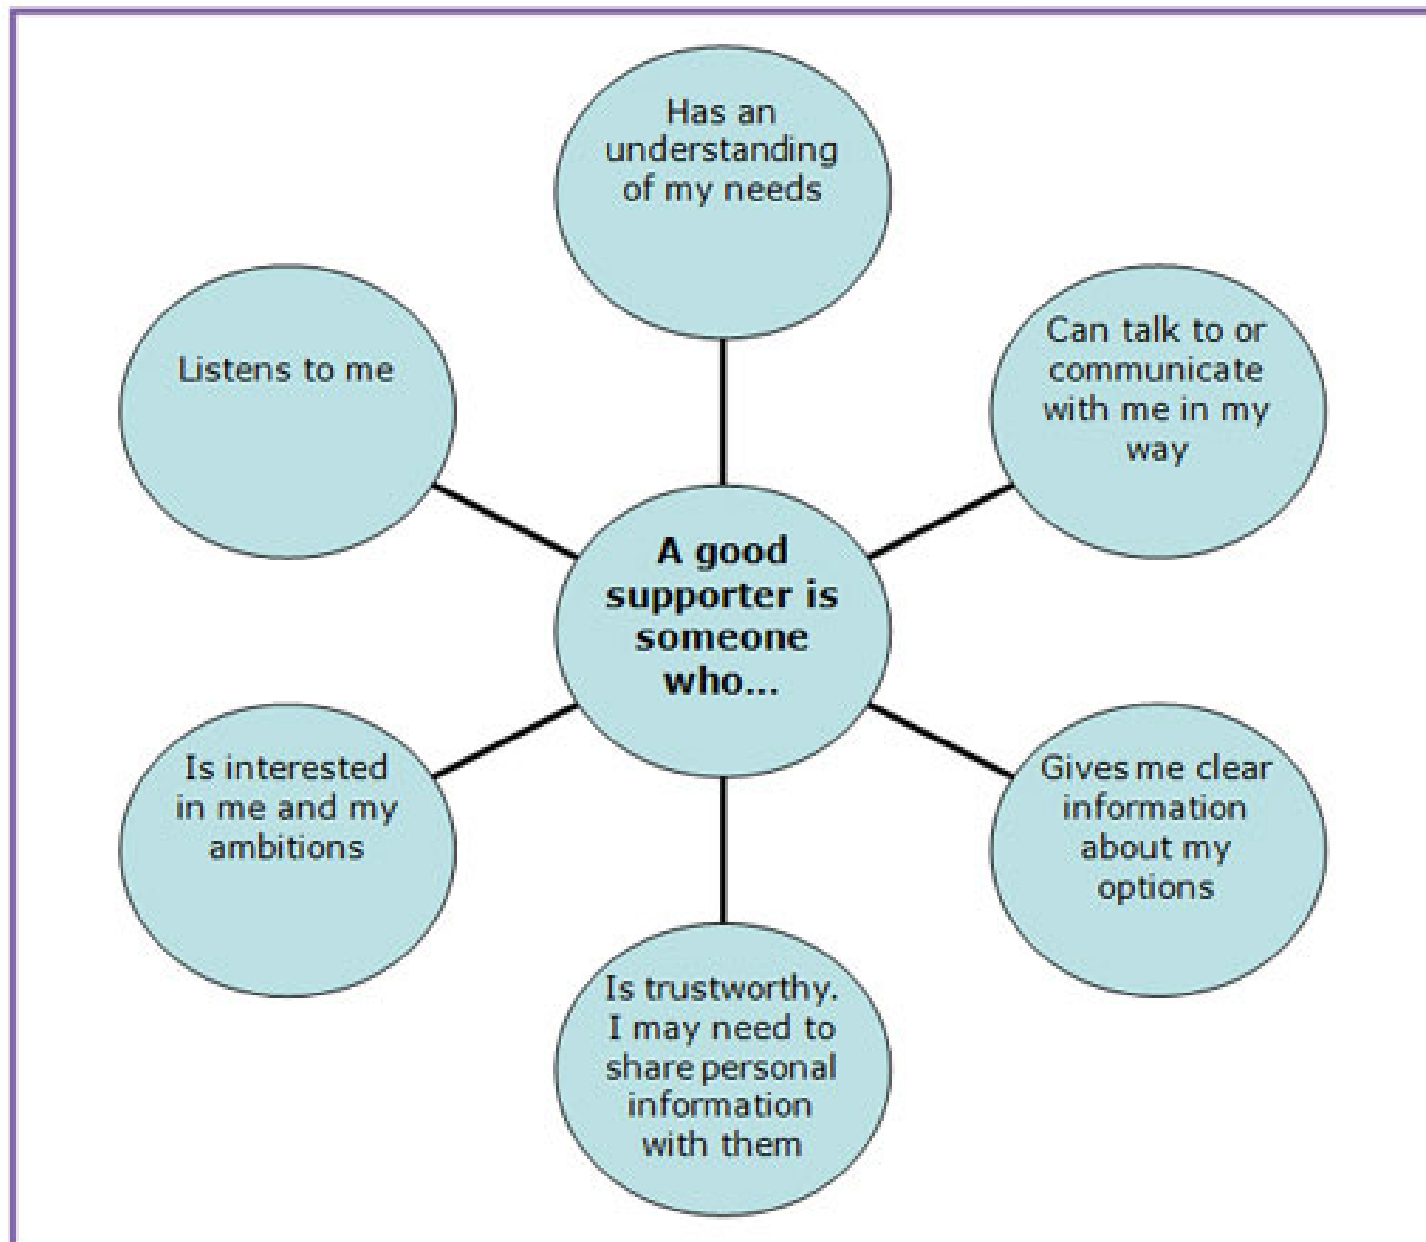 Has an
understanding
of my needs
Listens to me
Can talk to or
communicate
with me in my
way
A good
supporter is
someone
who...
Is interested
in me and my
ambitions
Gives me clear
information
about my
options
Is trustworthy.
I may need to
share personal
information
with them